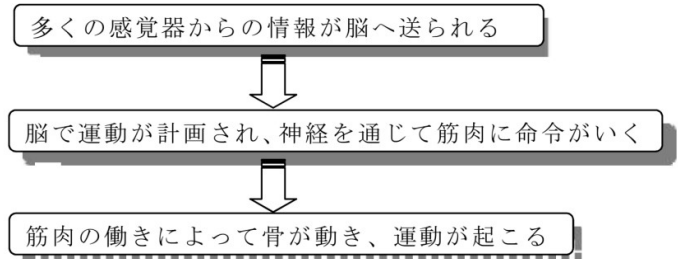 多くの感覚器からの情報が脳へ送られる
脳で運動が計画され、神経を通じて筋肉に命令がいく
筋肉の働きによって骨が動き、運動が起こる